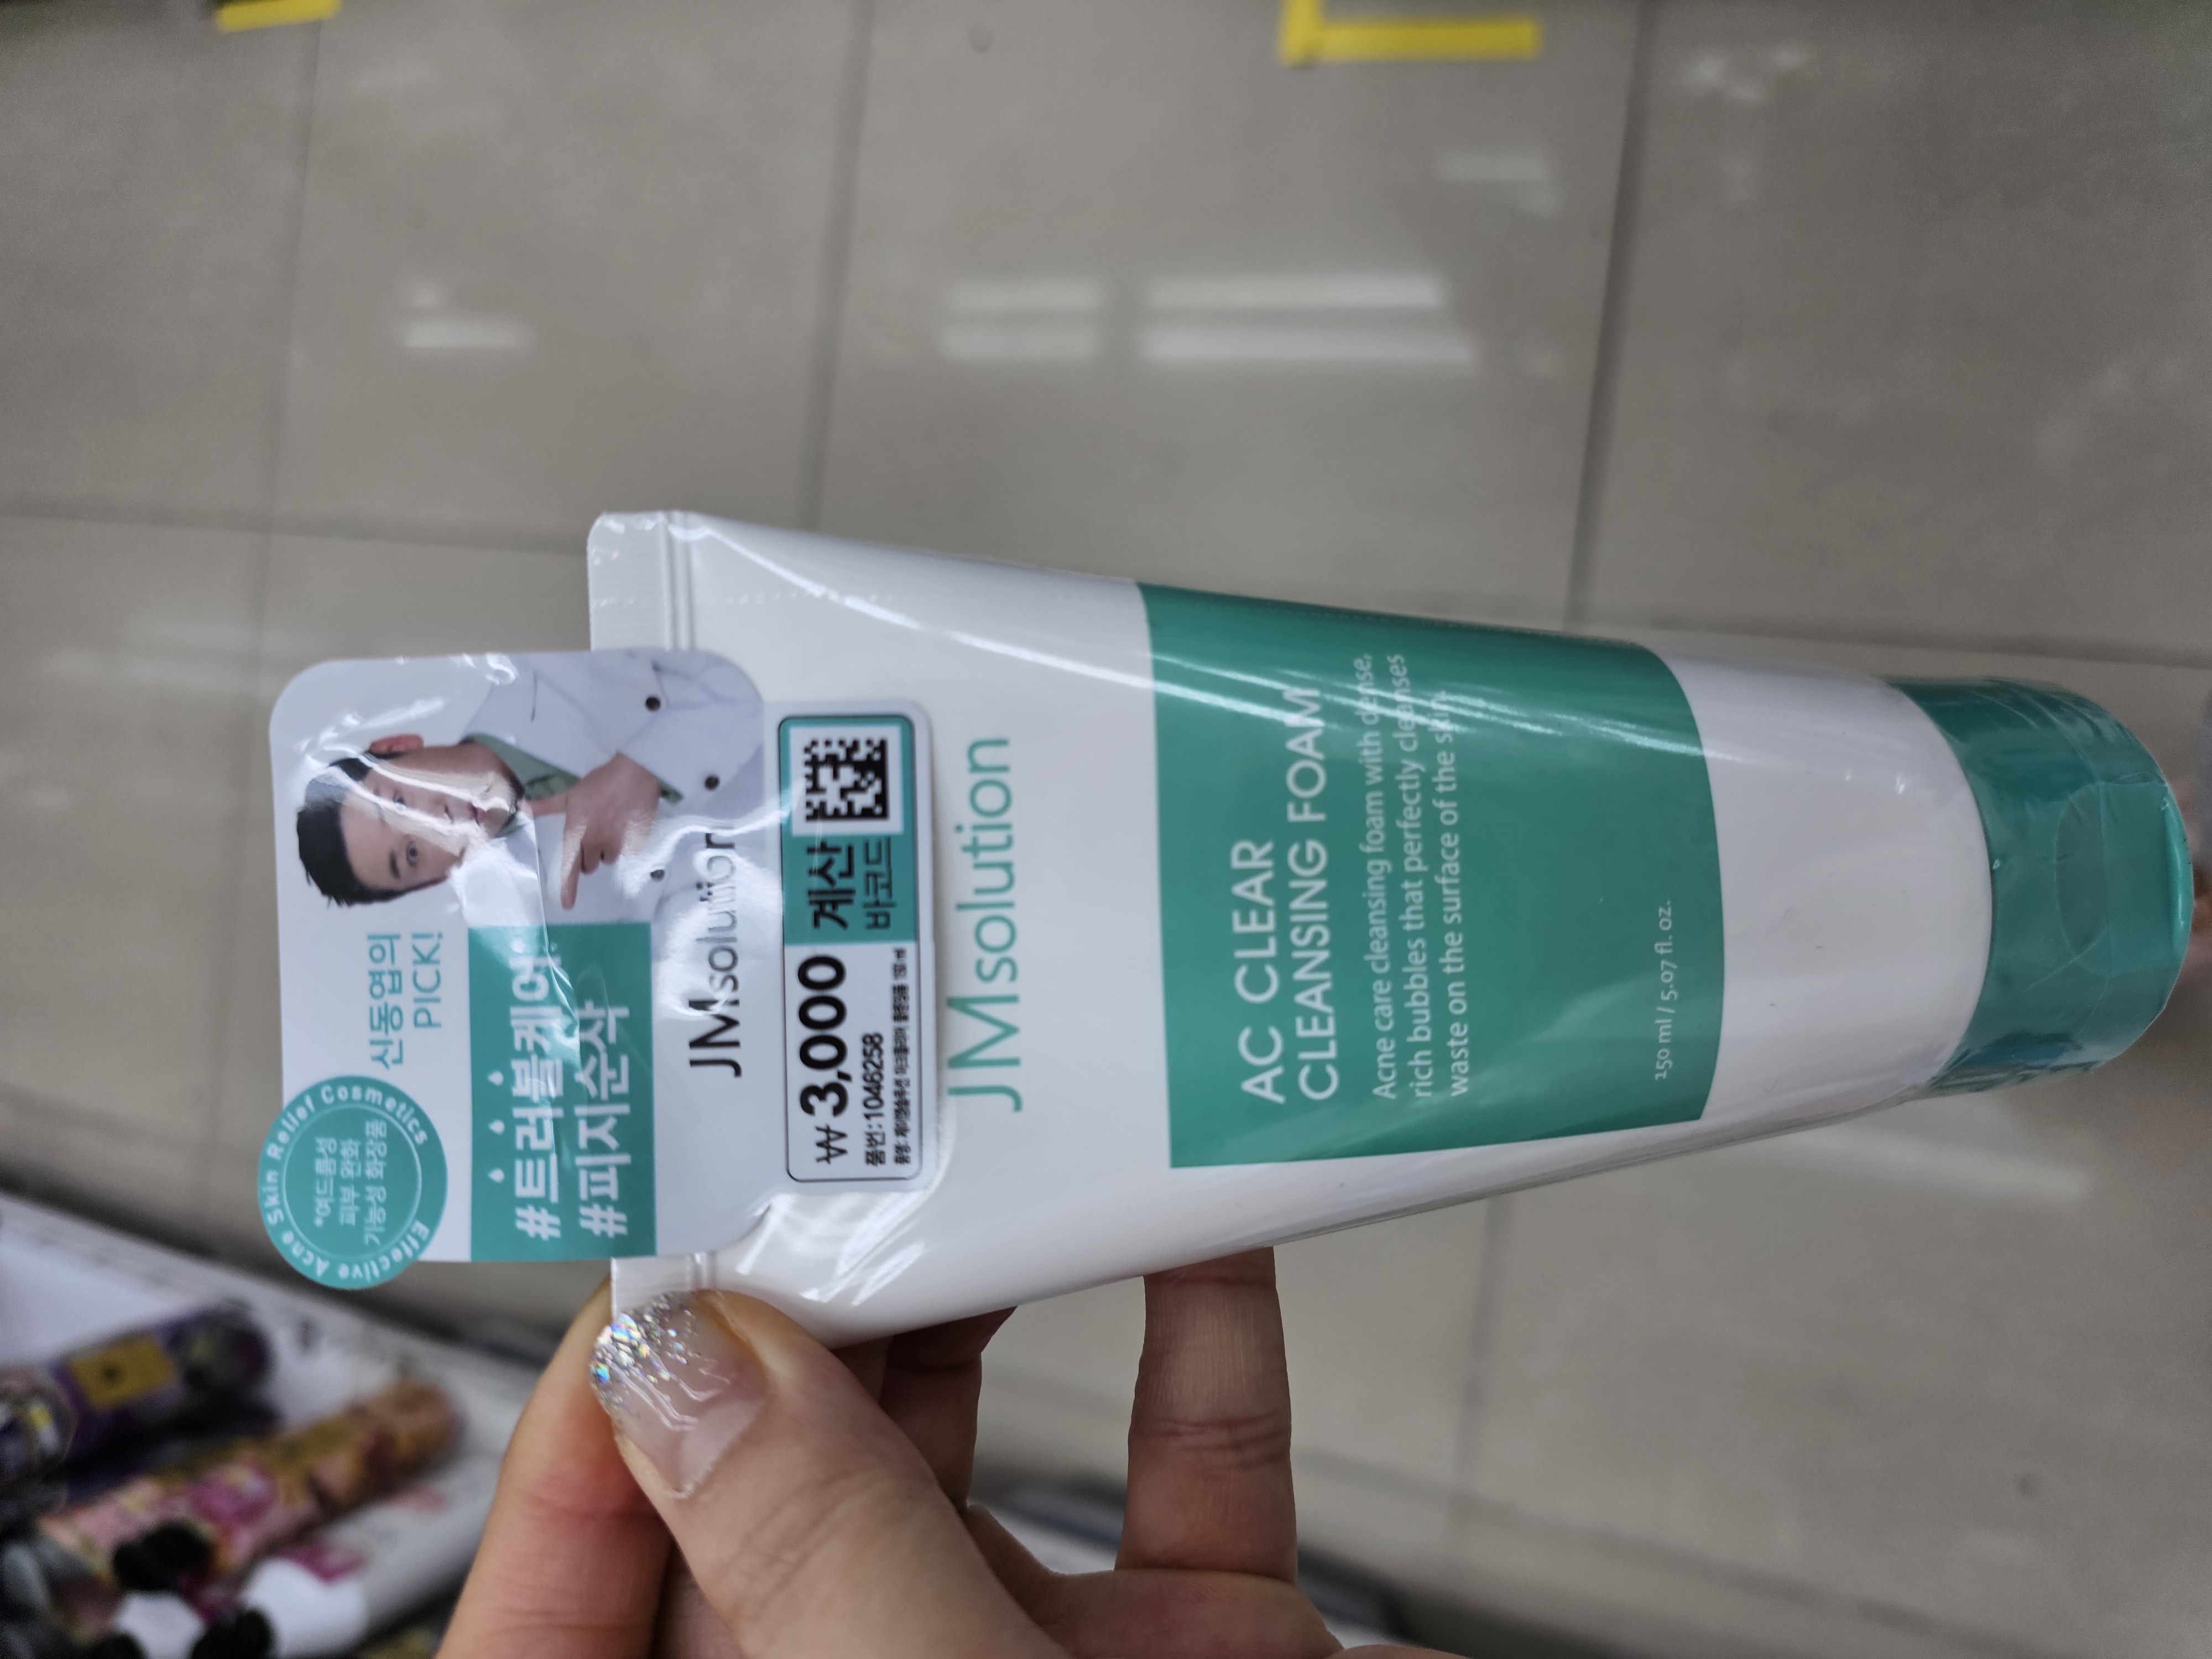 Effective Acne Skin Relief Cosmetics
*여드름성
피부 완화
기능성 화장품
신동엽의
PICK!
#트러블케어
#피지순삭
JMsolution
₩3,000
품번:1046258
계산
바코드
JMsolution
AC CLEAR
CLEANSING FOAM
Acne care cleansing foam with dense,
rich bubbles that perfectly cleanses
waste on the surface of the skin.
150 ml / 5.07 fl. oz.